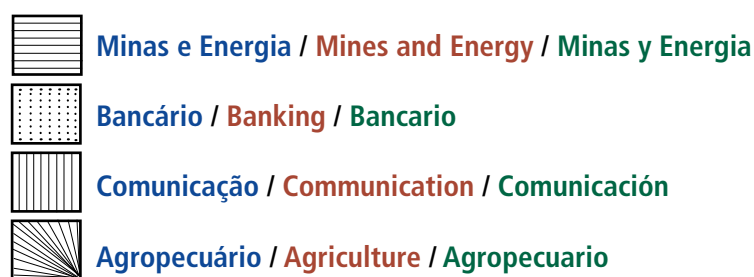 Minas e Energia / Mines and Energy / Minas y Energia
Bancário / Banking / Bancario
Comunicação / Communication / Comunicación
Agropecuário / Agriculture / Agropecuario